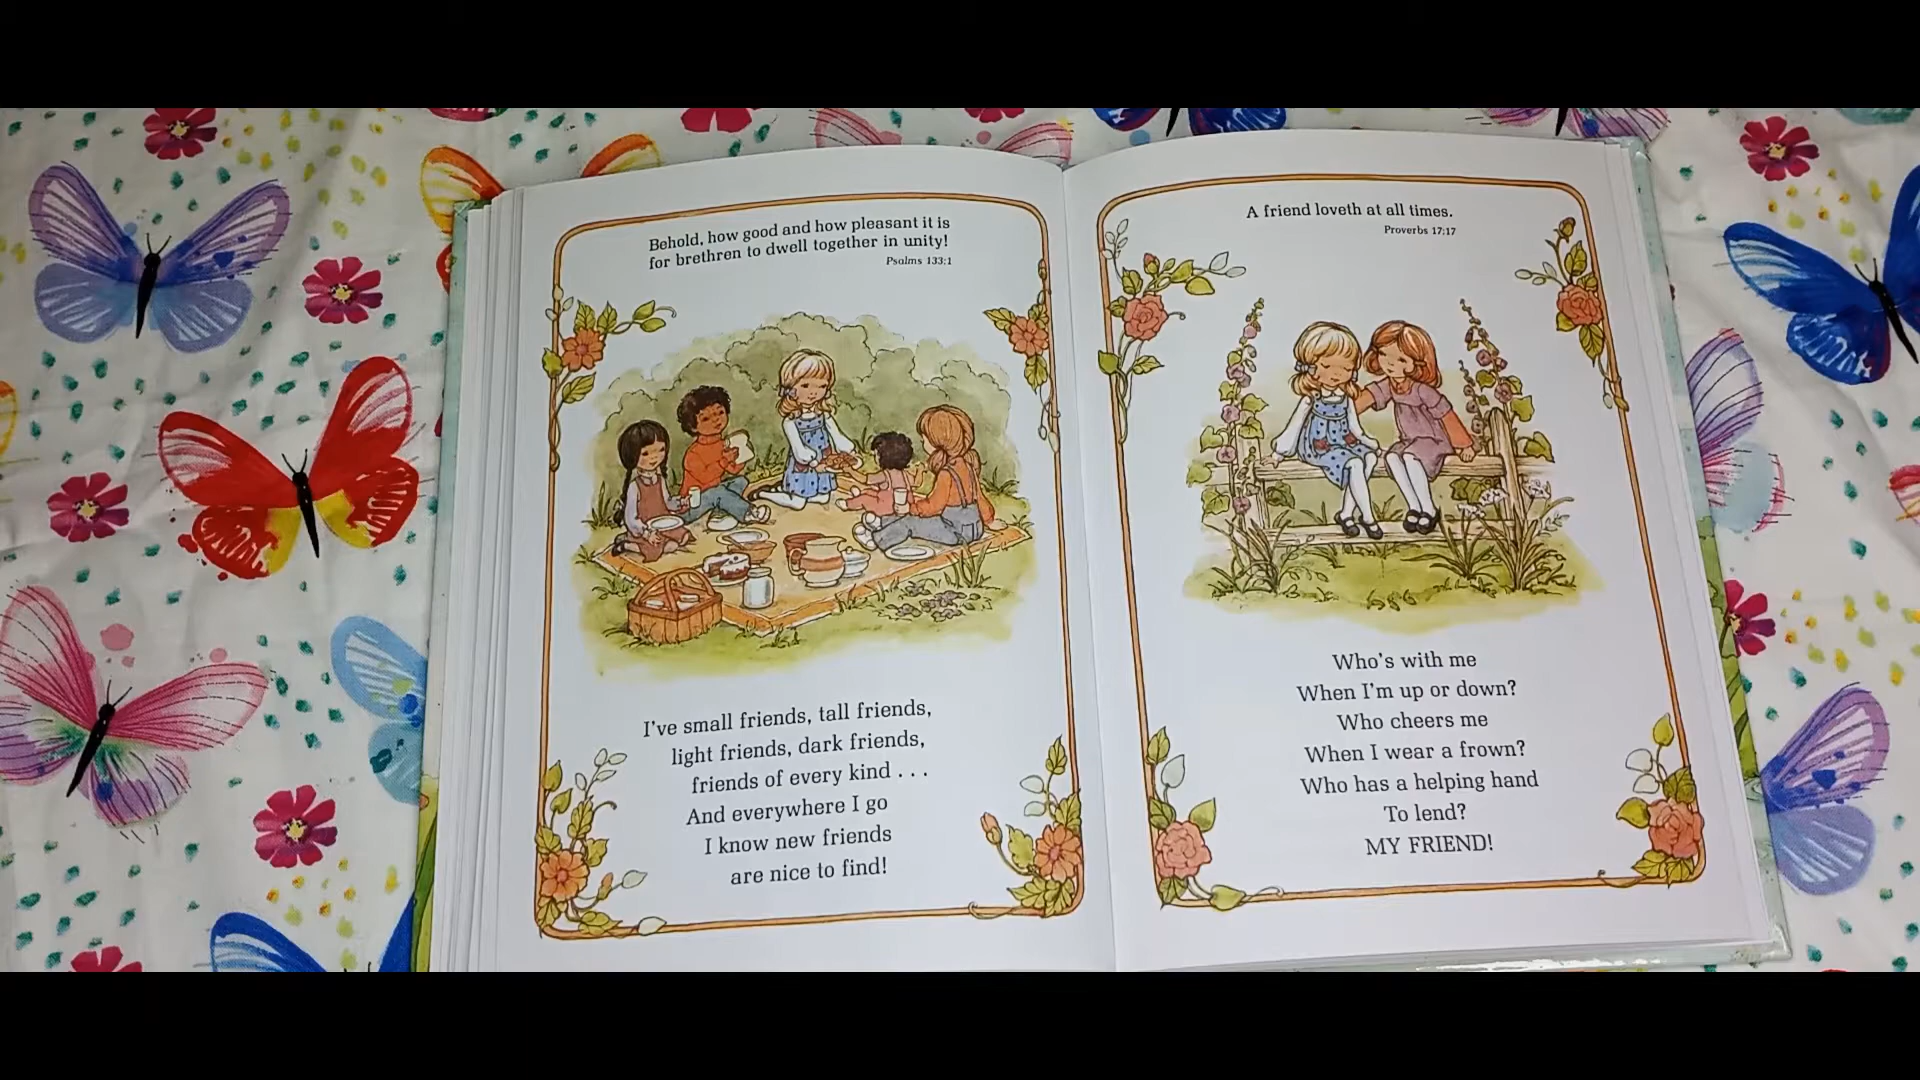 Behold, how good and how pleasant it is
for brethren to dwell together in unity!
Psalms 133:1
I've small friends, tall friends,
light friends, dark friends,
friends of every kind . . .
And everywhere I go
I know new friends
are nice to find!
A friend loveth at all times.
Proverbs 17:17
Who's with me
When I'm up or down?
Who cheers me
When I wear a frown?
Who has a helping hand
To lend?
MY FRIEND!